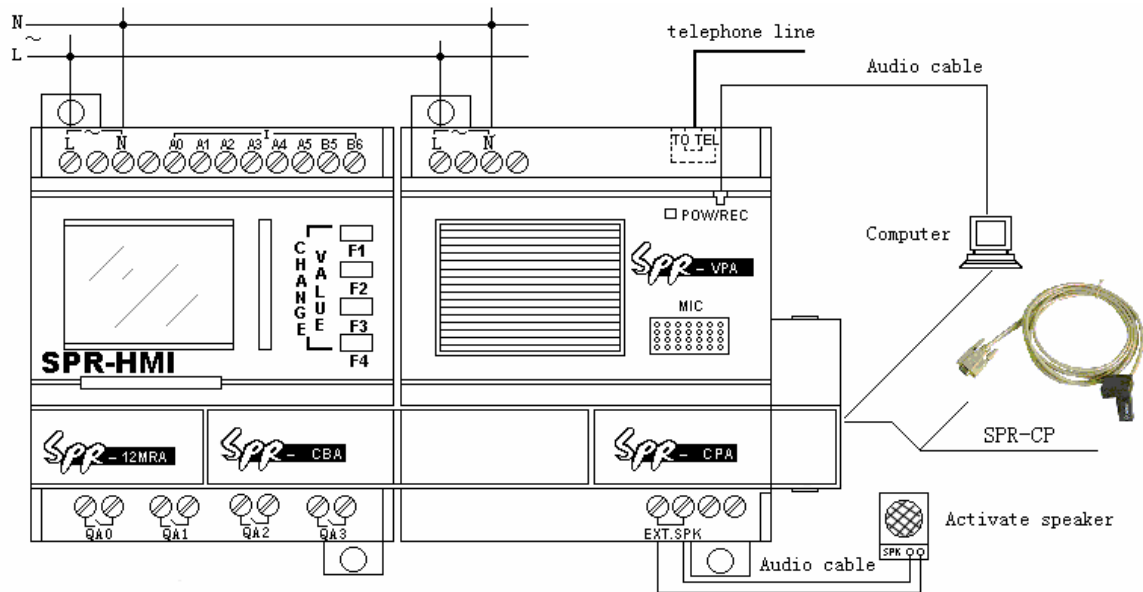 N
~
L
telephone line
Audio cable
L ~ N
I
A0 A1 A2 A3 A4 A5 B5 B6
L ~ N
TO TEL
POW/REC
Computer
CHANGE
VALUE
F1
F2
F3
F4
SPR-VPA
MIC
SPR-HMI
SPR-12MRA
SPR-CBA
SPR-CPA
SPR-CP
QA0 QA1 QA2 QA3
EXT.SPK
Activate speaker
SPK
Audio cable